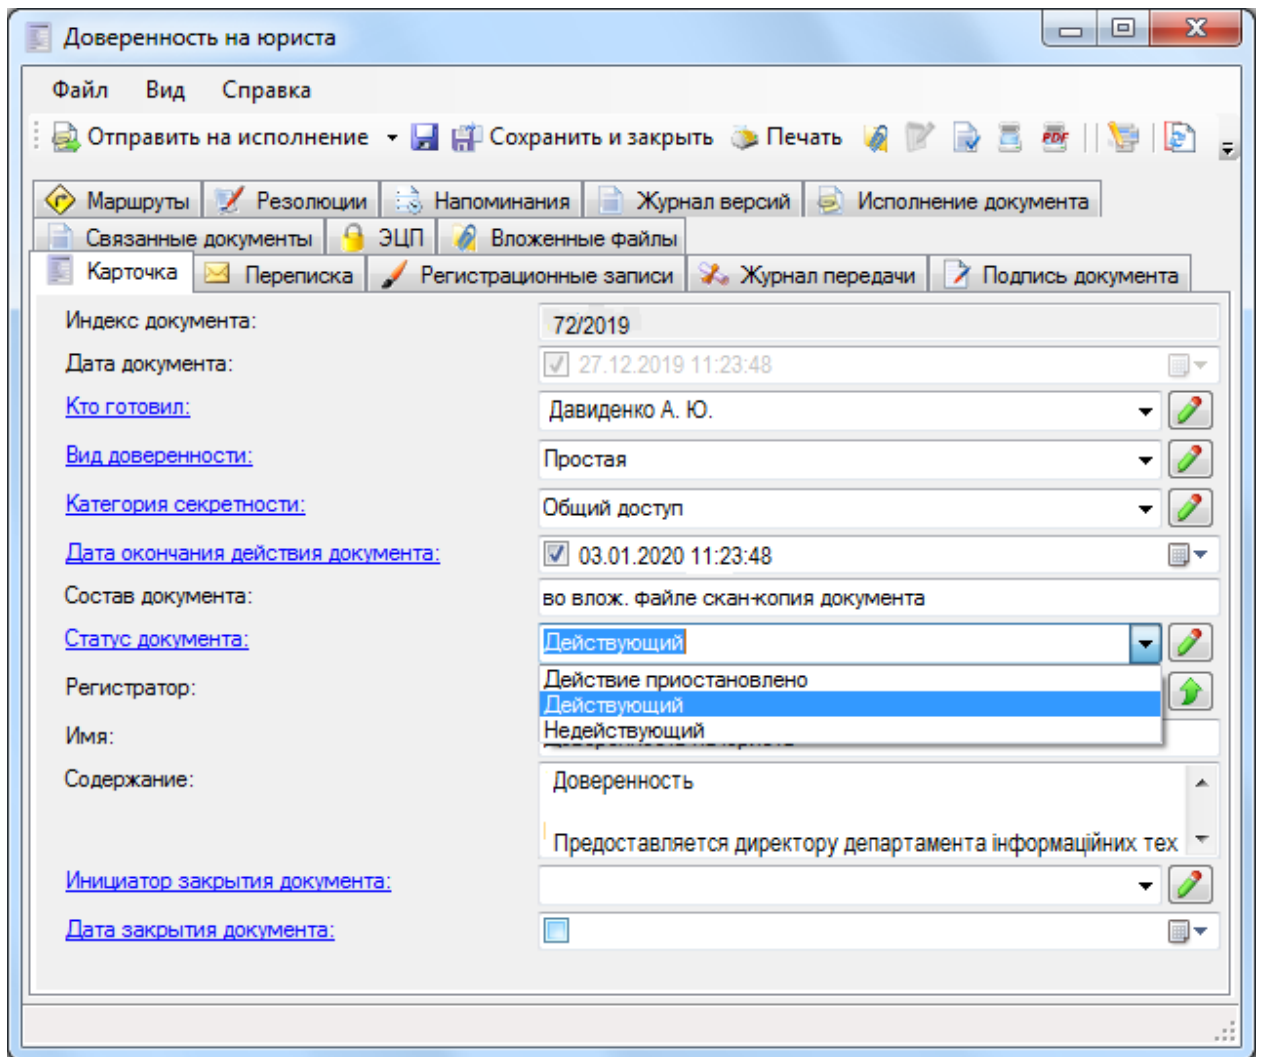 Доверенность на юриста
Файл Вид Справка
Отправить на исполнение Сохранить и закрыть Печать PDF
Маршруты Резолюции Напоминания Журнал версий Исполнение документа
Связанные документы ЭЦП Вложенные файлы
Карточка Переписка Регистрационные записи Журнал передачи Подпись документа
Индекс документа: 72/2019
Дата документа: 27.12.2019 11:23:48
Кто готовил: Давиденко А. Ю.
Вид доверенности: Простая
Категория секретности: Общий доступ
Дата окончания действия документа: 03.01.2020 11:23:48
Состав документа: во влож. файле скан-копия документа
Статус документа: Действующий
Действие приостановлено
Регистратор:
Действующий
Недействующий
Имя:
Содержание: Доверенность
Предоставляется директору департамента інформаційних тех
Инициатор закрытия документа:
Дата закрытия документа: